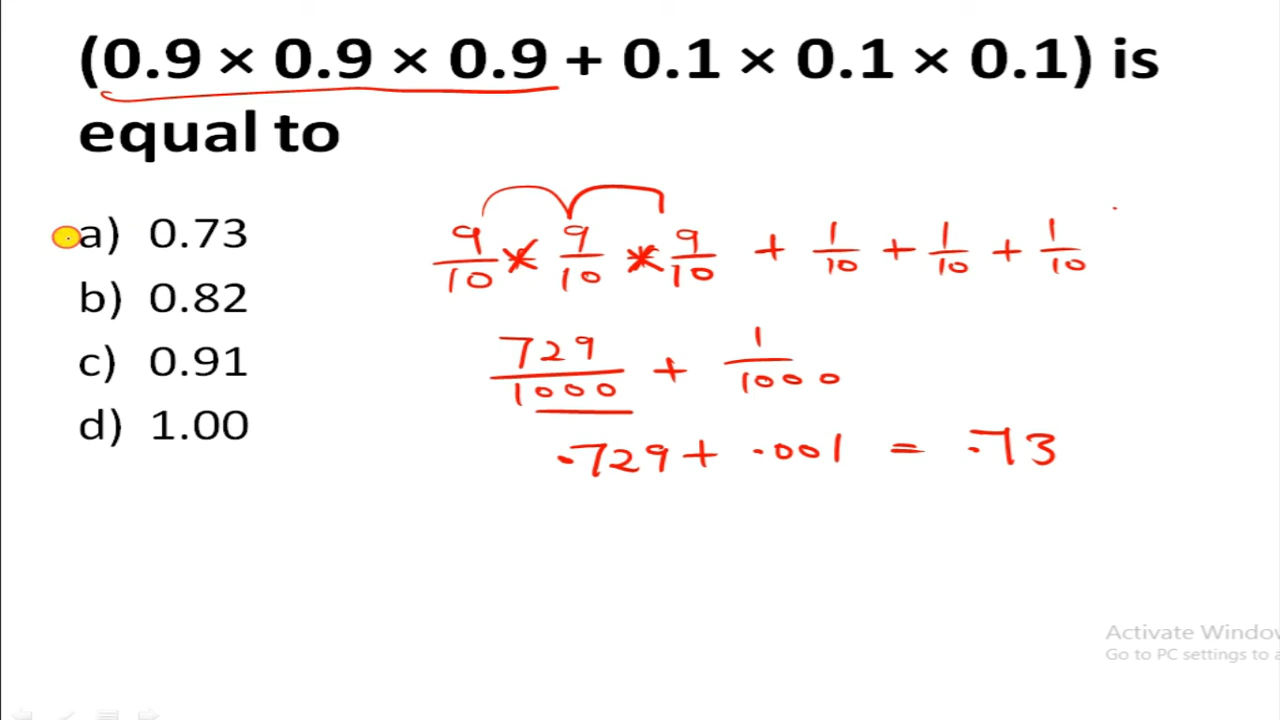 (0.9 × 0.9 × 0.9 + 0.1 × 0.1 × 0.1) is
equal to
a) 0.73
b) 0.82
c) 0.91
d) 1.00
9/10 * 9/10 * 9/10 + 1/10 + 1/10 + 1/10
729/1000 + 1/1000
.729 + .001 = .73
Activate Windo
Go to PC settings to a